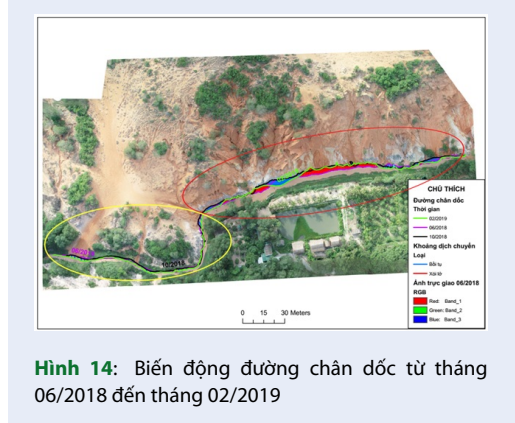 10/2018
CHÚ THÍCH
Đường chân dốc
Thời gian
02/2019
06/2018
10/2018
Khoảng dịch chuyển
Loại
Bồi tụ
Xói lở
Ảnh trực giao 06/2018
RGB
Red: Band_1
Green: Band_2
Blue: Band_3
0 15 30 Meters
Hình 14: Biến động đường chân dốc từ tháng
06/2018 đến tháng 02/2019